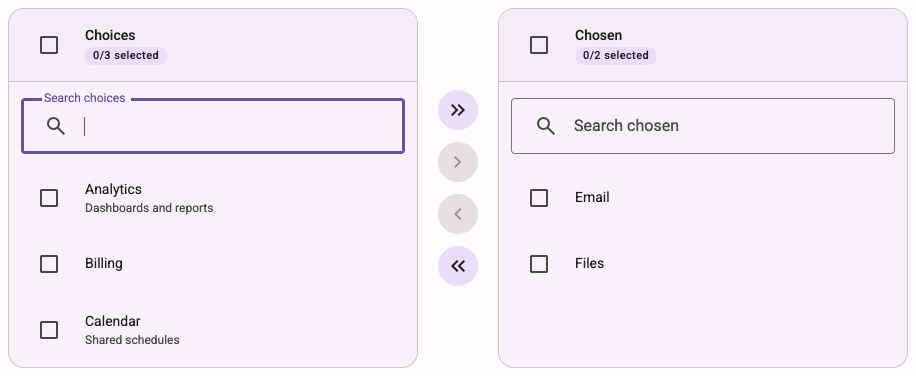 Choices
0/3 selected
Search choices
Analytics
Dashboards and reports
Billing
Calendar
Shared schedules
Chosen
0/2 selected
Search chosen
Email
Files